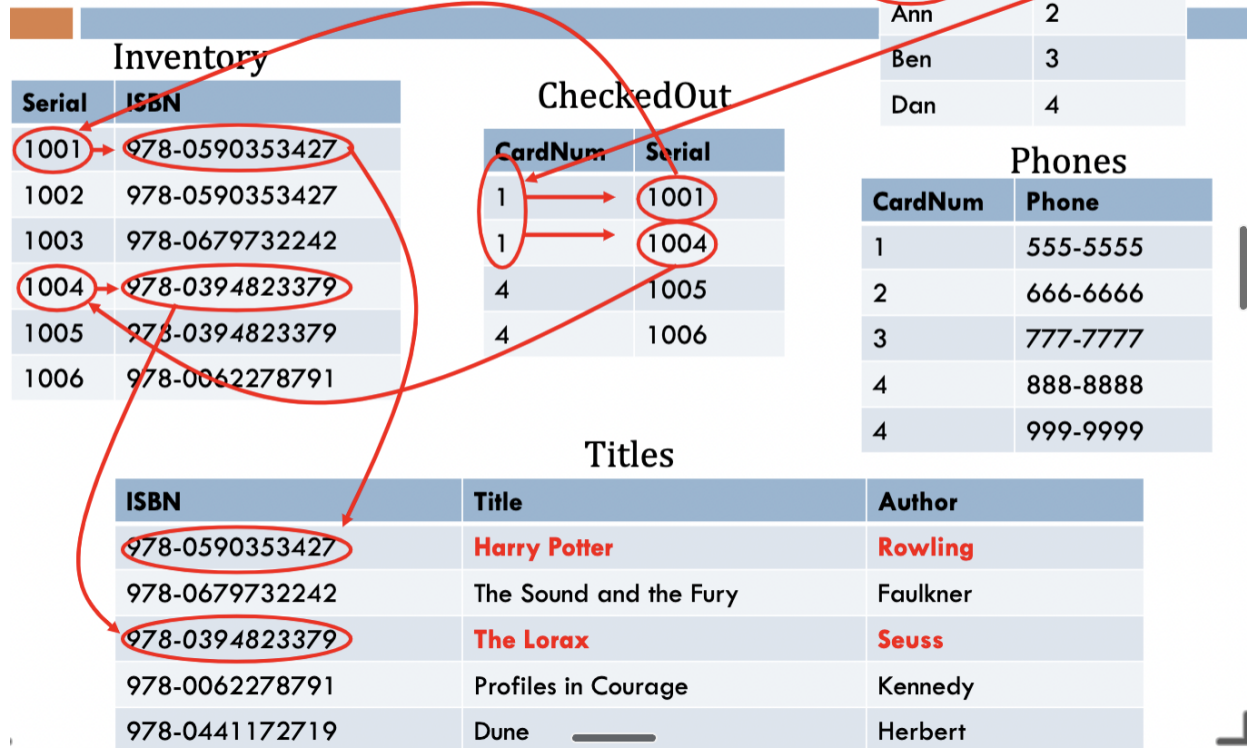 Ann 2
Ben 3
Dan 4
Inventory
Serial ISBN
1001 978-0590353427
1002 978-0590353427
1003 978-0679732242
1004 978-0394823379
1005 978-0394823379
1006 978-0062278791
CheckedOut
CardNum Serial
1 1001
1 1004
4 1005
4 1006
Phones
CardNum Phone
1 555-5555
2 666-6666
3 777-7777
4 888-8888
4 999-9999
Titles
ISBN Title Author
978-0590353427 Harry Potter Rowling
978-0679732242 The Sound and the Fury Faulkner
978-0394823379 The Lorax Seuss
978-0062278791 Profiles in Courage Kennedy
978-0441172719 Dune Herbert